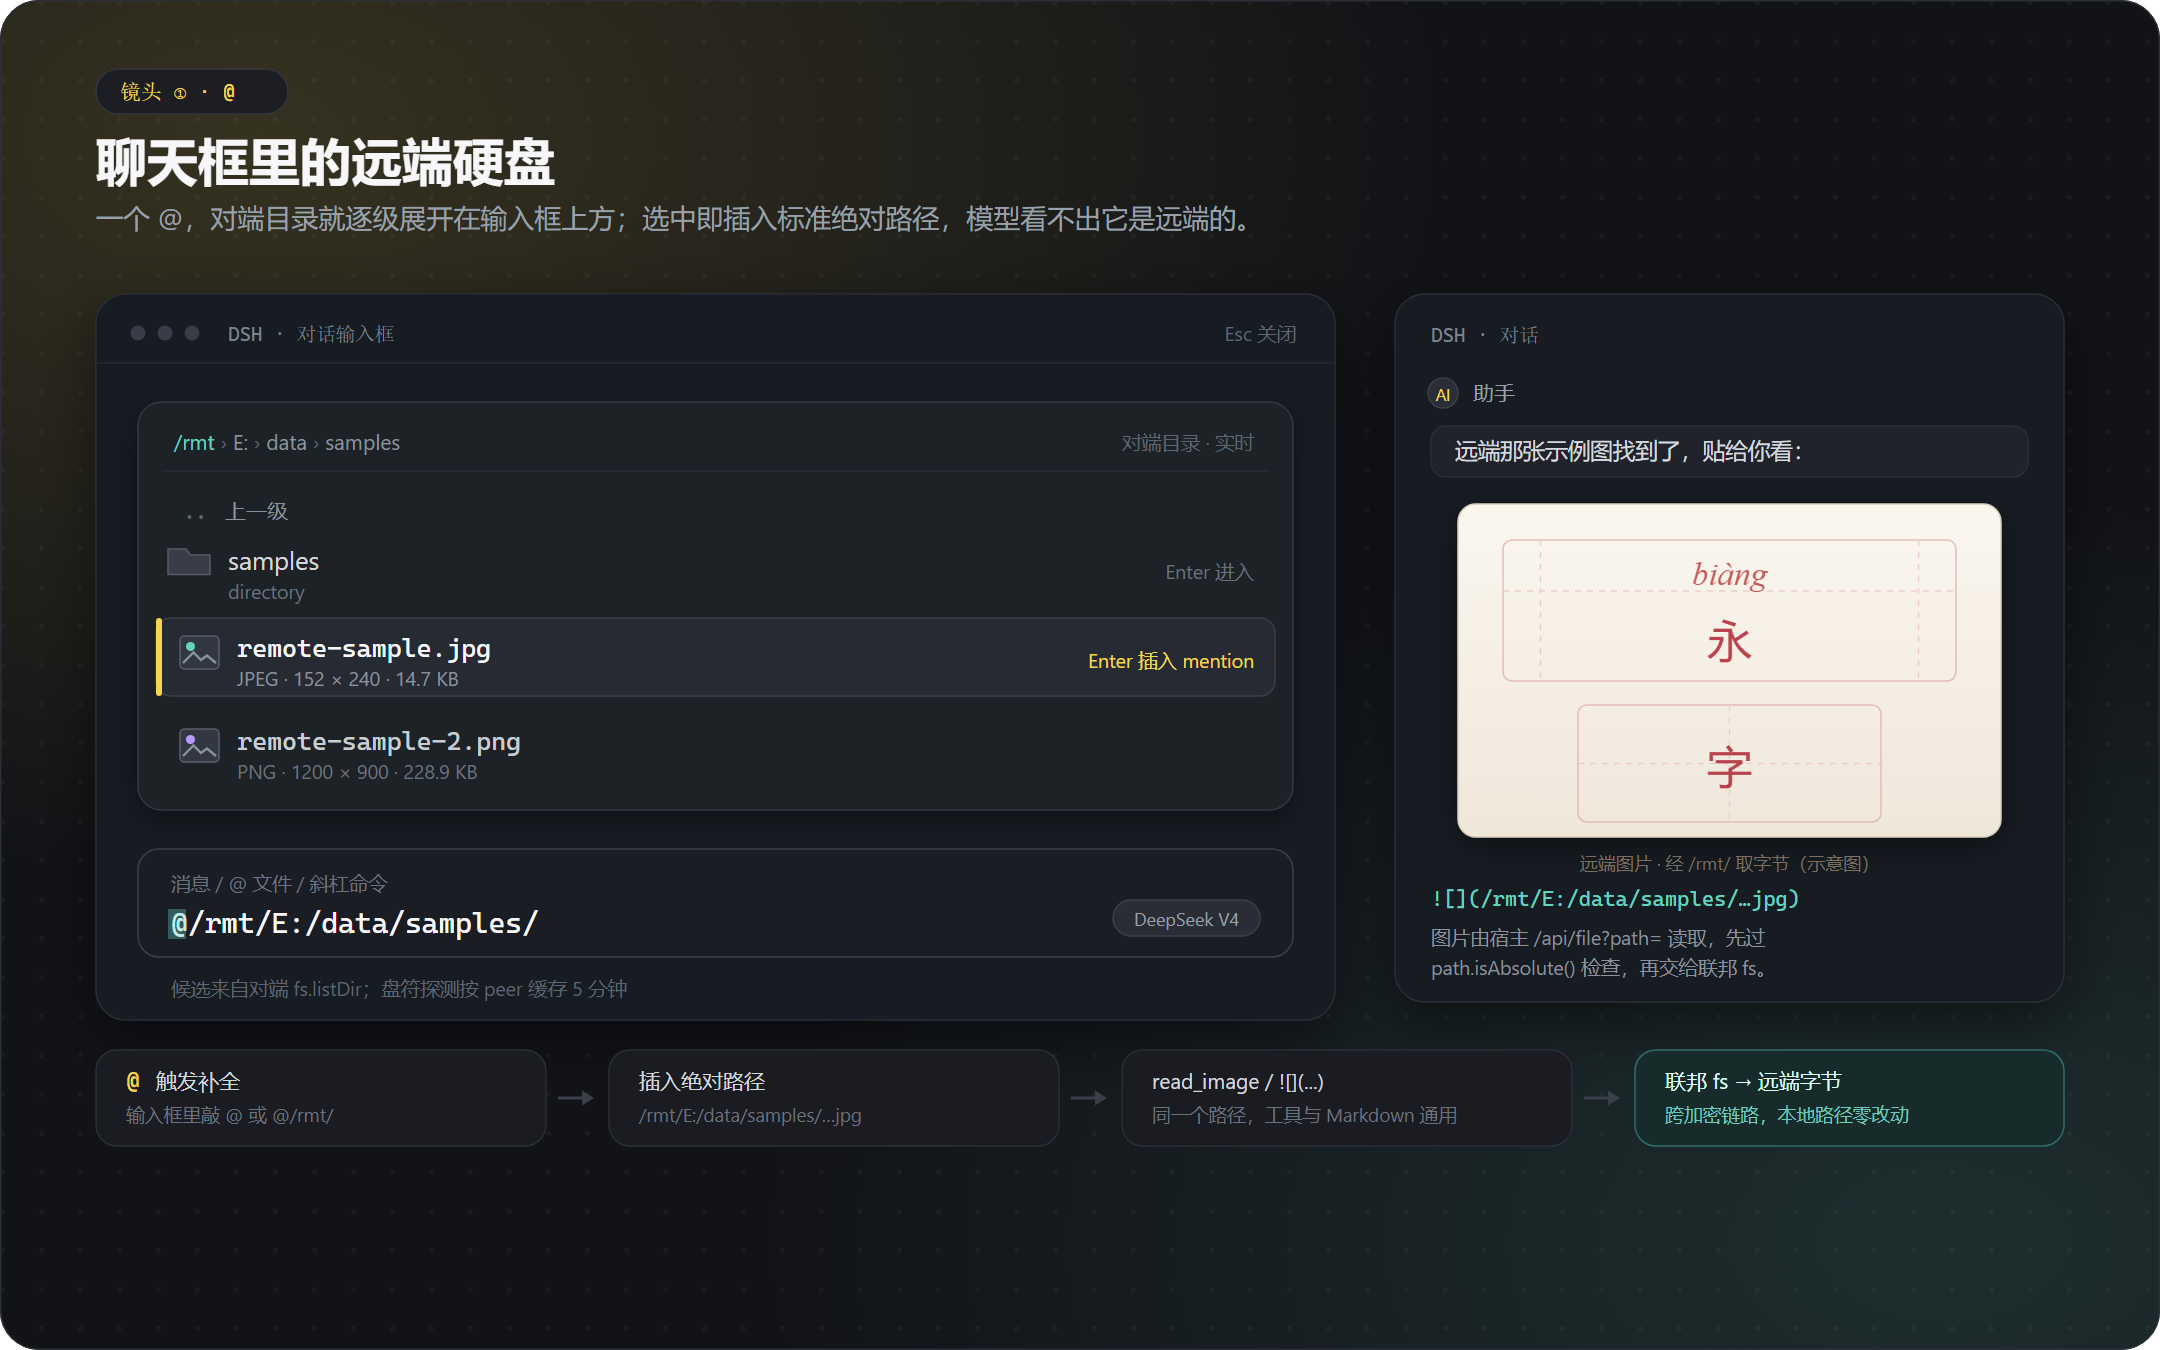 镜头 ① · @
聊天框里的远端硬盘
一个 @，对端目录就逐级展开在输入框上方；选中即插入标准绝对路径，模型看不出它是远端的。
DSH · 对话输入框
Esc 关闭
/rmt › E: › data › samples
对端目录 · 实时
.. 上一级
samples
directory
Enter 进入
remote-sample.jpg
JPEG · 152 × 240 · 14.7 KB
Enter 插入 mention
remote-sample-2.png
PNG · 1200 × 900 · 228.9 KB
消息 / @ 文件 / 斜杠命令
@/rmt/E:/data/samples/
DeepSeek V4
候选来自对端 fs.listDir；盘符探测按 peer 缓存 5 分钟
DSH · 对话
AI 助手
远端那张示例图找到了，贴给你看：
biàng
永
字
远端图片 · 经 /rmt/ 取字节（示意图）
![](/rmt/E:/data/samples/…jpg)
图片由宿主 /api/file?path= 读取，先过
path.isAbsolute() 检查，再交给联邦 fs。
@ 触发补全
输入框里敲 @ 或 @/rmt/
插入绝对路径
/rmt/E:/data/samples/…jpg
read_image / ![](…)
同一个路径，工具与 Markdown 通用
联邦 fs → 远端字节
跨加密链路，本地路径零改动